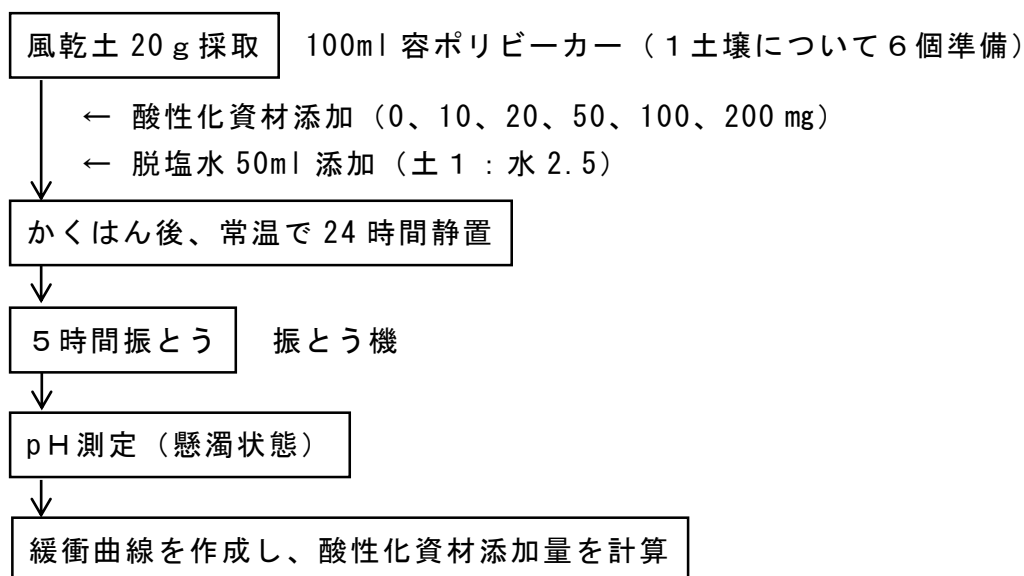 風乾土 20ｇ採取　100ml 容ポリビーカー（１土壌について６個準備）
← 酸性化資材添加（0、10、20、50、100、200 ㎎）
← 脱塩水 50ml 添加（土１：水 2.5）
かくはん後、常温で 24 時間静置
５時間振とう　振とう機
pＨ測定（懸濁状態）
緩衝曲線を作成し、酸性化資材添加量を計算